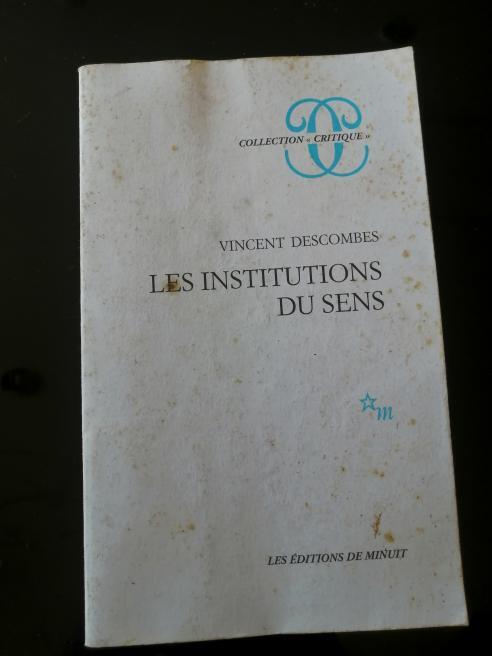 COLLECTION « CRITIQUE »
VINCENT DESCOMBES
LES INSTITUTIONS
DU SENS
m
LES ÉDITIONS DE MINUIT